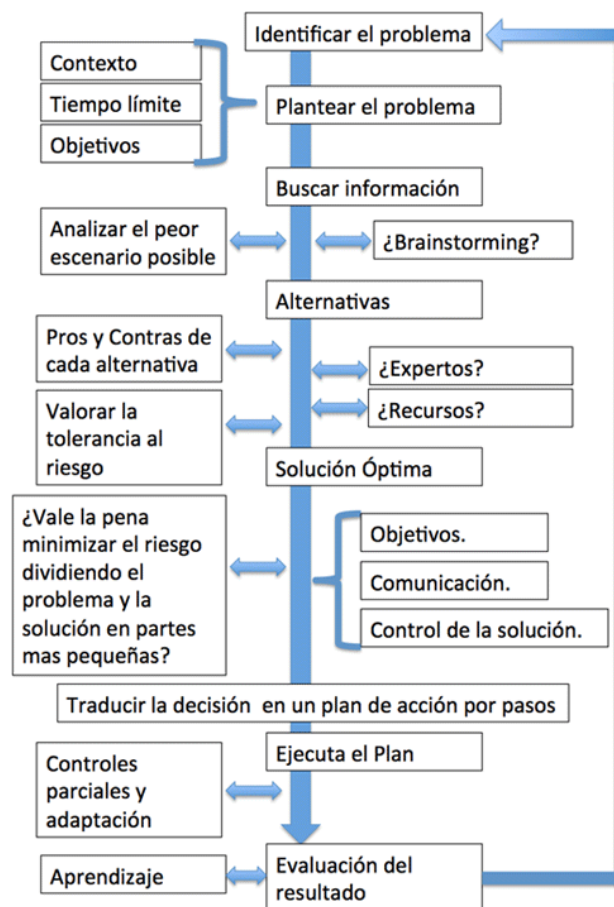 Identificar el problema
Contexto
Tiempo límite
Objetivos
Plantear el problema
Buscar información
Analizar el peor
escenario posible
¿Brainstorming?
Alternativas
Pros y Contras de
cada alternativa
¿Expertos?
¿Recursos?
Valorar la
tolerancia al
riesgo
Solución Óptima
¿Vale la pena
minimizar el riesgo
dividiendo el
problema y la
solución en partes
mas pequeñas?
Objetivos.
Comunicación.
Control de la solución.
Traducir la decisión en un plan de acción por pasos
Ejecuta el Plan
Controles
parciales y
adaptación
Aprendizaje
Evaluación del
resultado